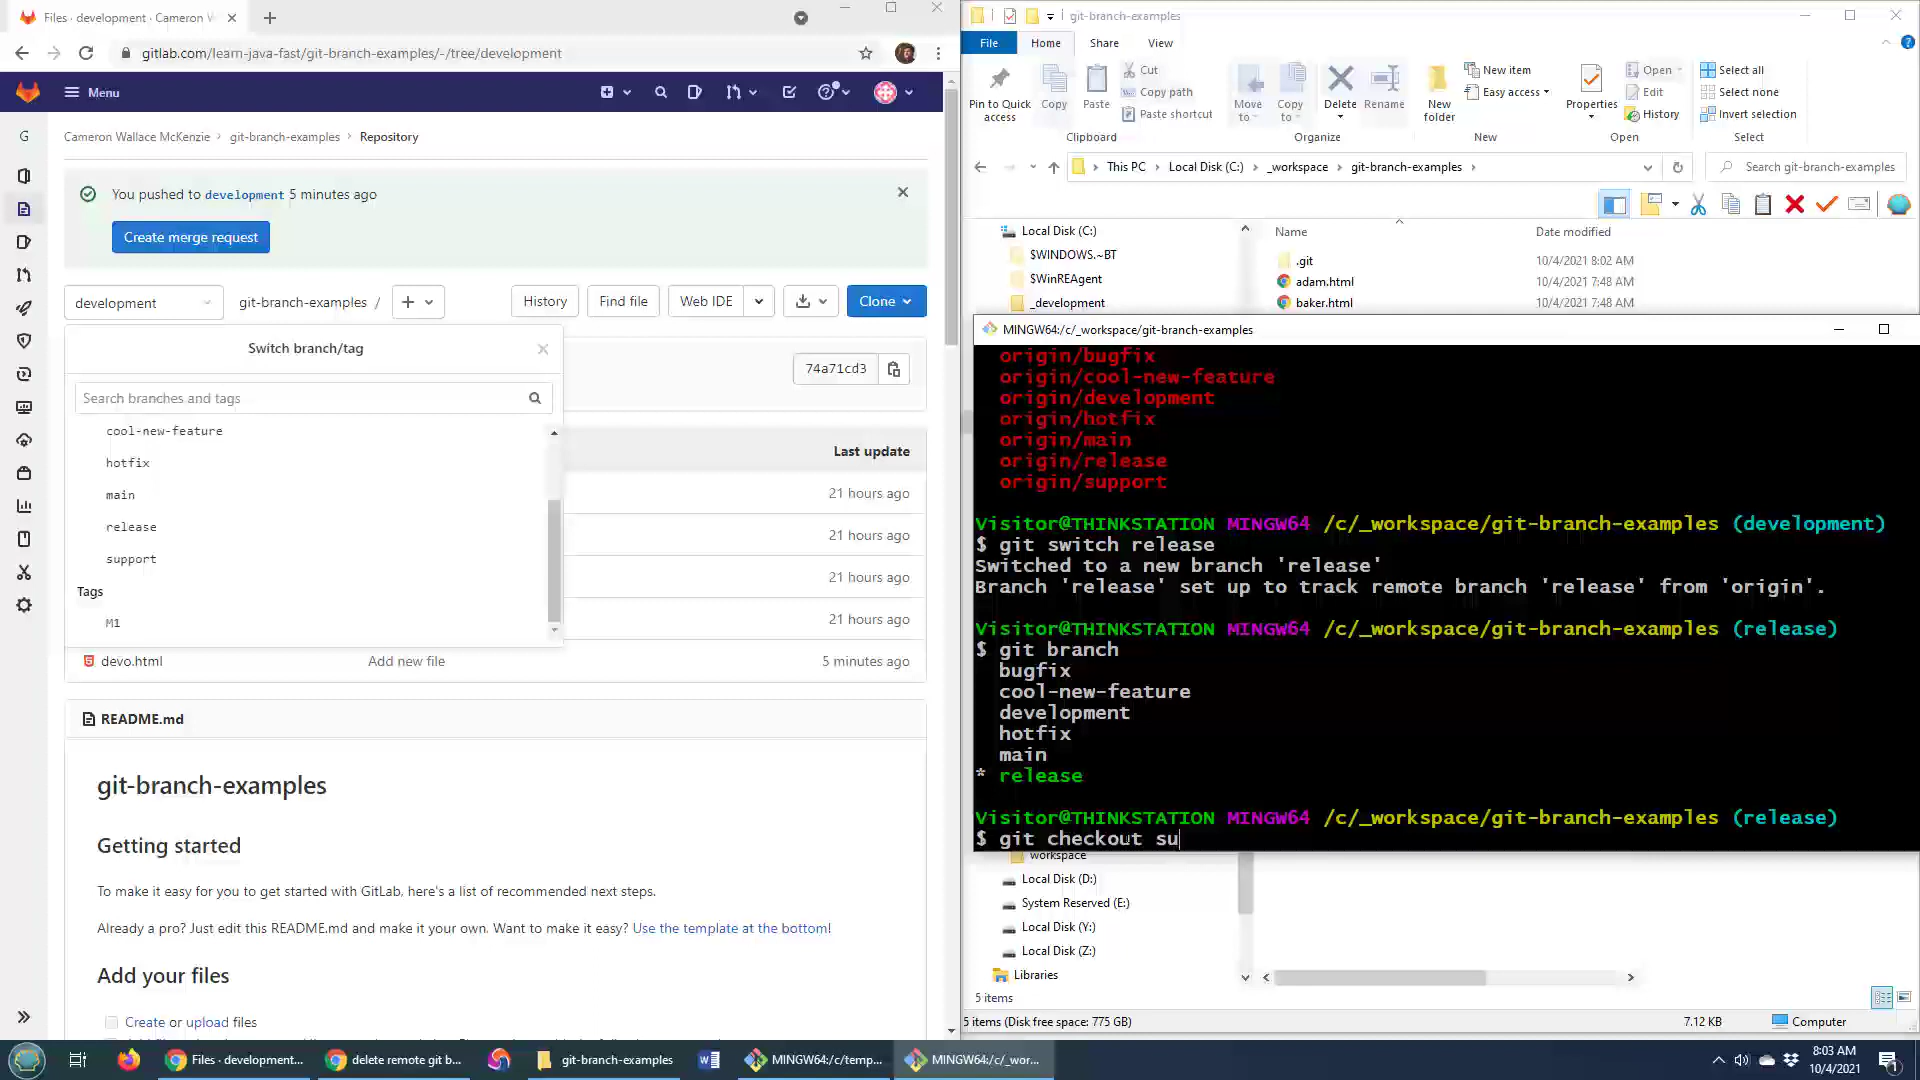 Files · development · Cameron W
gitlab.com/learn-java-fast/git-branch-examples/-/tree/development
Menu
G
Cameron Wallace McKenzie > git-branch-examples > Repository
You pushed to development 5 minutes ago
Create merge request
development
git-branch-examples /
History
Find file
Web IDE
Clone
Switch branch/tag
74a71cd3
Search branches and tags
cool-new-feature
Last update
hotfix
21 hours ago
main
release
21 hours ago
support
21 hours ago
Tags
M1
21 hours ago
devo.html
Add new file
5 minutes ago
README.md
git-branch-examples
Getting started
To make it easy for you to get started with GitLab, here's a list of recommended next steps.
Already a pro? Just edit this README.md and make it your own. Want to make it easy? Use the template at the bottom!
Add your files
Create or upload files
git-branch-examples
File
Home
Share
View
Pin to Quick access
Copy
Paste
Cut
Copy path
Paste shortcut
Clipboard
Move to
Copy to
Delete
Rename
Organize
New folder
New item
Easy access
New
Properties
Open
Edit
History
Open
Select all
Select none
Invert selection
Select
This PC > Local Disk (C:) > _workspace > git-branch-examples >
Search git-branch-examples
Local Disk (C:)
$WINDOWS.~BT
$WinREAgent
_development
Name
Date modified
.git
10/4/2021 8:02 AM
adam.html
10/4/2021 7:48 AM
baker.html
10/4/2021 7:48 AM
MINGW64:/c/_workspace/git-branch-examples
origin/bugfix
origin/cool-new-feature
origin/development
origin/hotfix
origin/main
origin/release
origin/support
Visitor@THINKSTATION MINGW64 /c/_workspace/git-branch-examples (development)
$ git switch release
Switched to a new branch 'release'
Branch 'release' set up to track remote branch 'release' from 'origin'.
Visitor@THINKSTATION MINGW64 /c/_workspace/git-branch-examples (release)
$ git branch
bugfix
cool-new-feature
development
hotfix
main
* release
Visitor@THINKSTATION MINGW64 /c/_workspace/git-branch-examples (release)
$ git checkout su
workspace
Local Disk (D:)
System Reserved (E:)
Local Disk (Y:)
Local Disk (Z:)
Libraries
5 items
5 items (Disk free space: 775 GB)
7.12 KB
Computer
Files · development...
delete remote git b...
git-branch-examples
MINGW64:/c/temp...
MINGW64:/c/_wor...
8:03 AM
10/4/2021
1